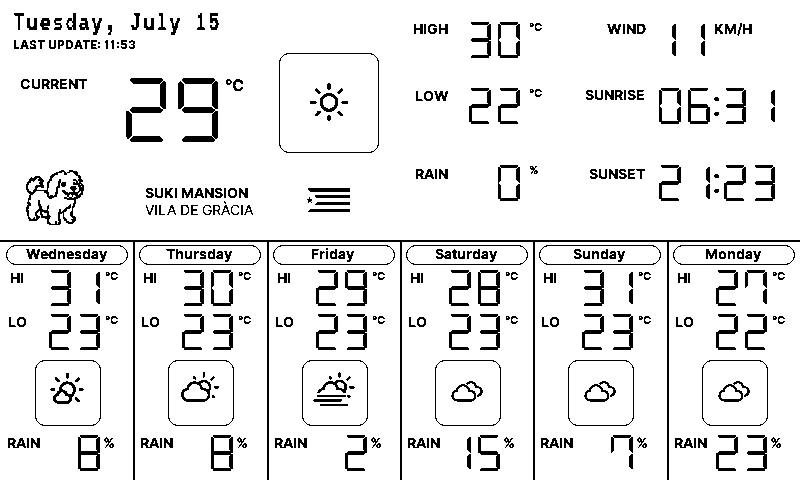 Tuesday, July 15
LAST UPDATE: 11:53
CURRENT 29 °C
HIGH 30 °C
LOW 22 °C
RAIN 0 %
WIND 11 KM/H
SUNRISE 06:31
SUNSET 21:23
SUKI MANSION
VILA DE GRÀCIA
Wednesday
HI 31 °C
LO 23 °C
RAIN 8 %
Thursday
HI 30 °C
LO 23 °C
RAIN 8 %
Friday
HI 29 °C
LO 23 °C
RAIN 2 %
Saturday
HI 28 °C
LO 23 °C
RAIN 15 %
Sunday
HI 31 °C
LO 23 °C
RAIN 7 %
Monday
HI 27 °C
LO 22 °C
RAIN 23 %